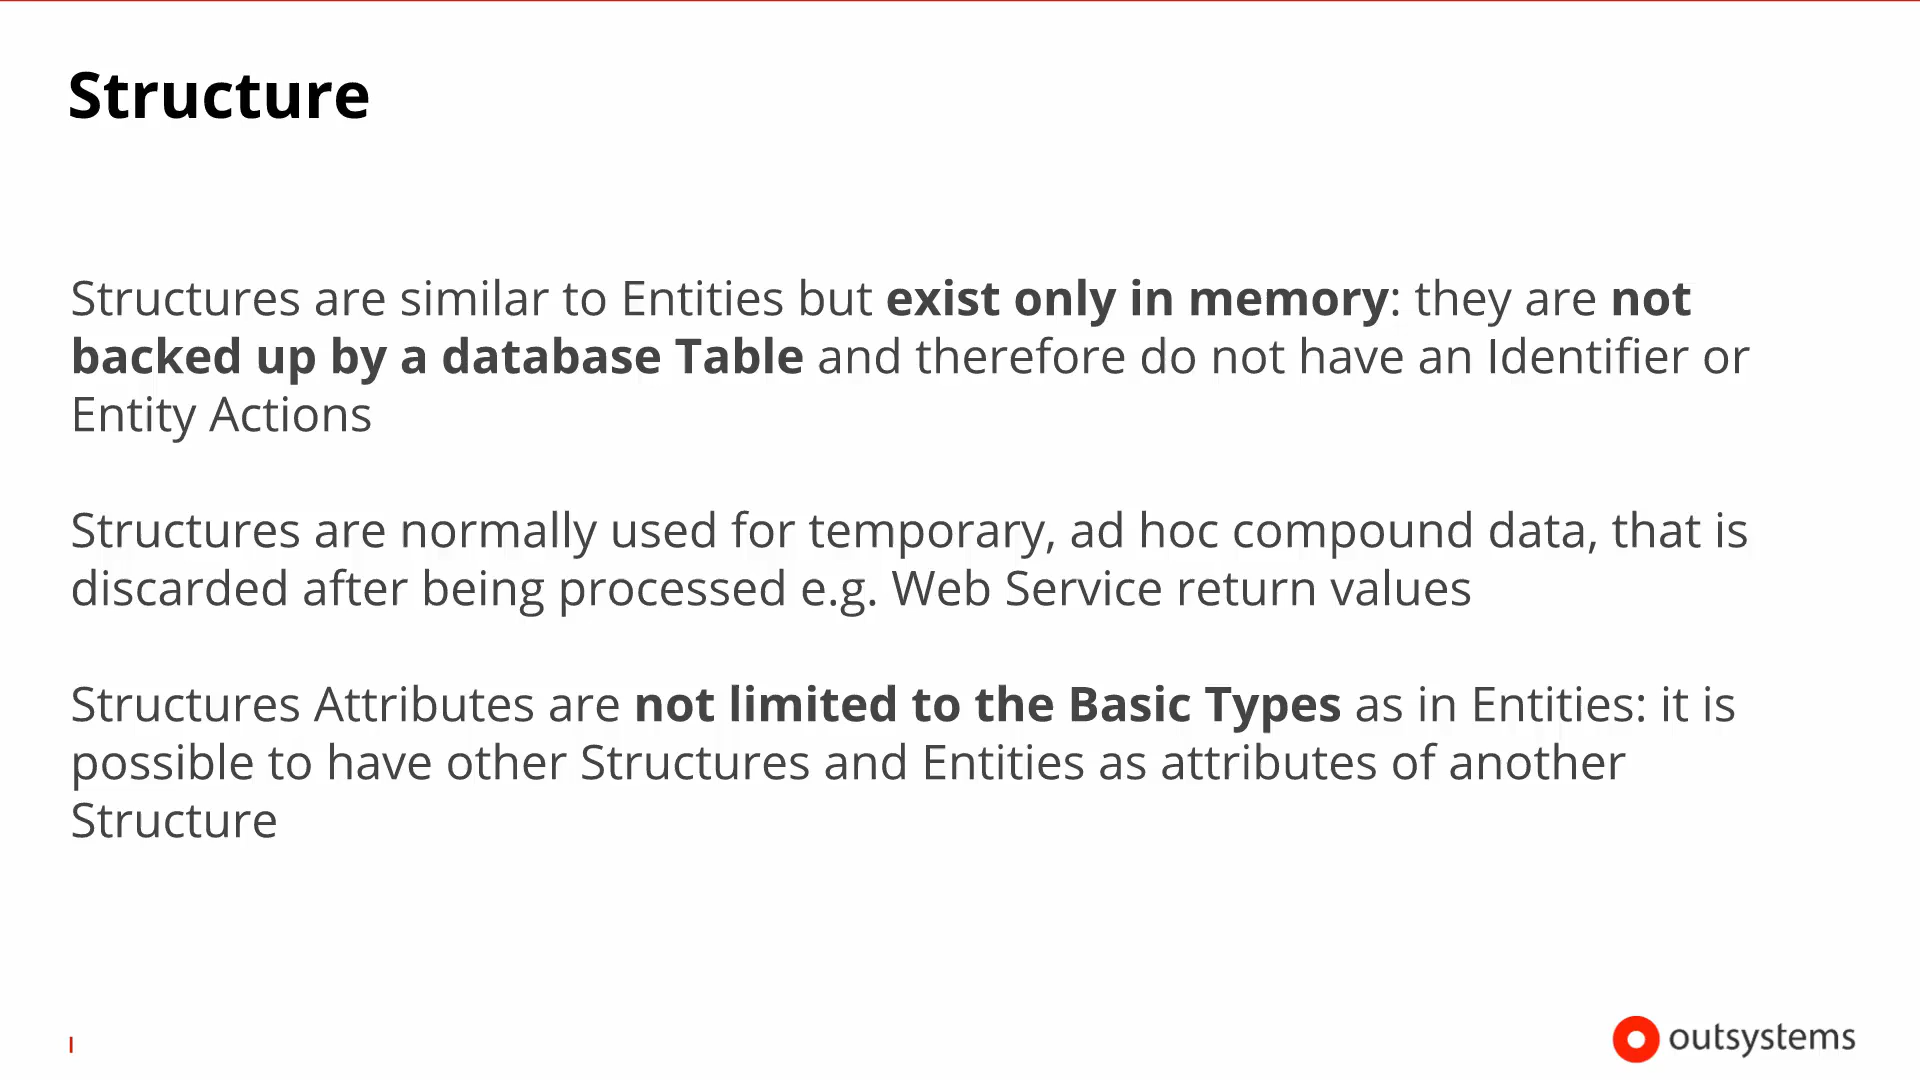 Structure
Structures are similar to Entities but exist only in memory: they are not
backed up by a database Table and therefore do not have an Identifier or
Entity Actions
Structures are normally used for temporary, ad hoc compound data, that is
discarded after being processed e.g. Web Service return values
Structures Attributes are not limited to the Basic Types as in Entities: it is
possible to have other Structures and Entities as attributes of another
Structure
outsystems